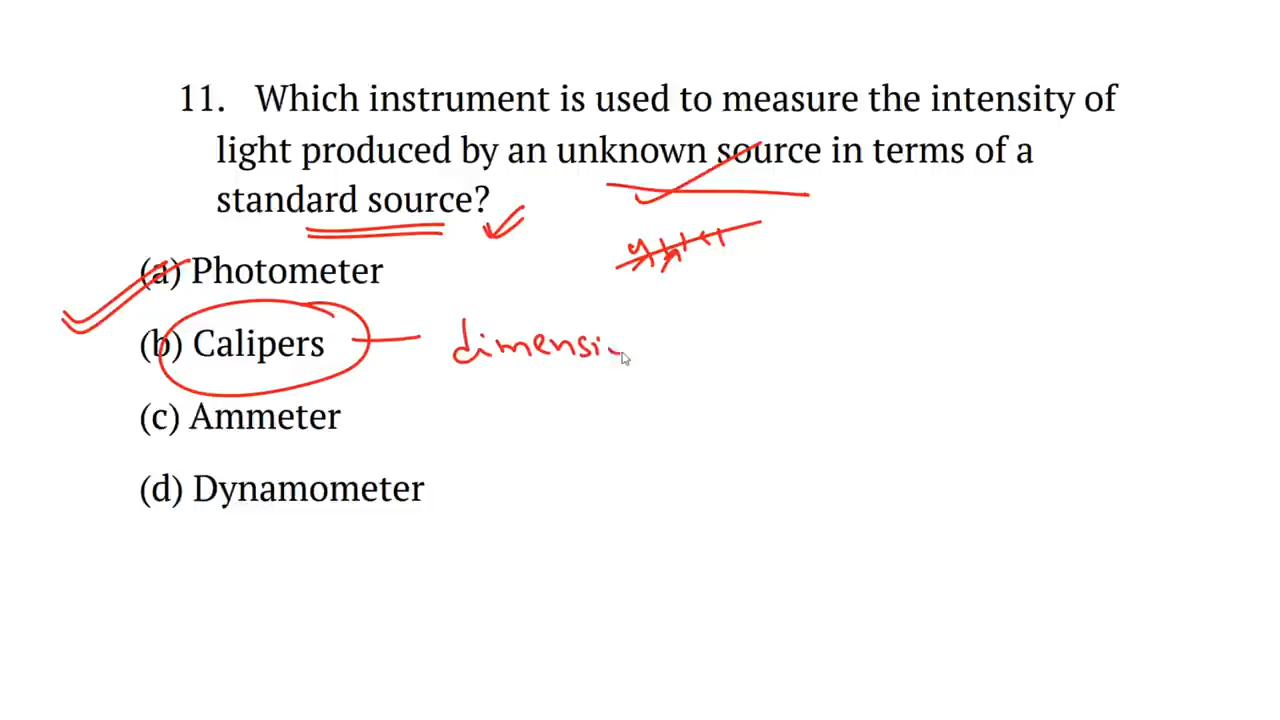 11. Which instrument is used to measure the intensity of
light produced by an unknown source in terms of a
standard source?
(a) Photometer
(b) Calipers dimensi
(c) Ammeter
(d) Dynamometer